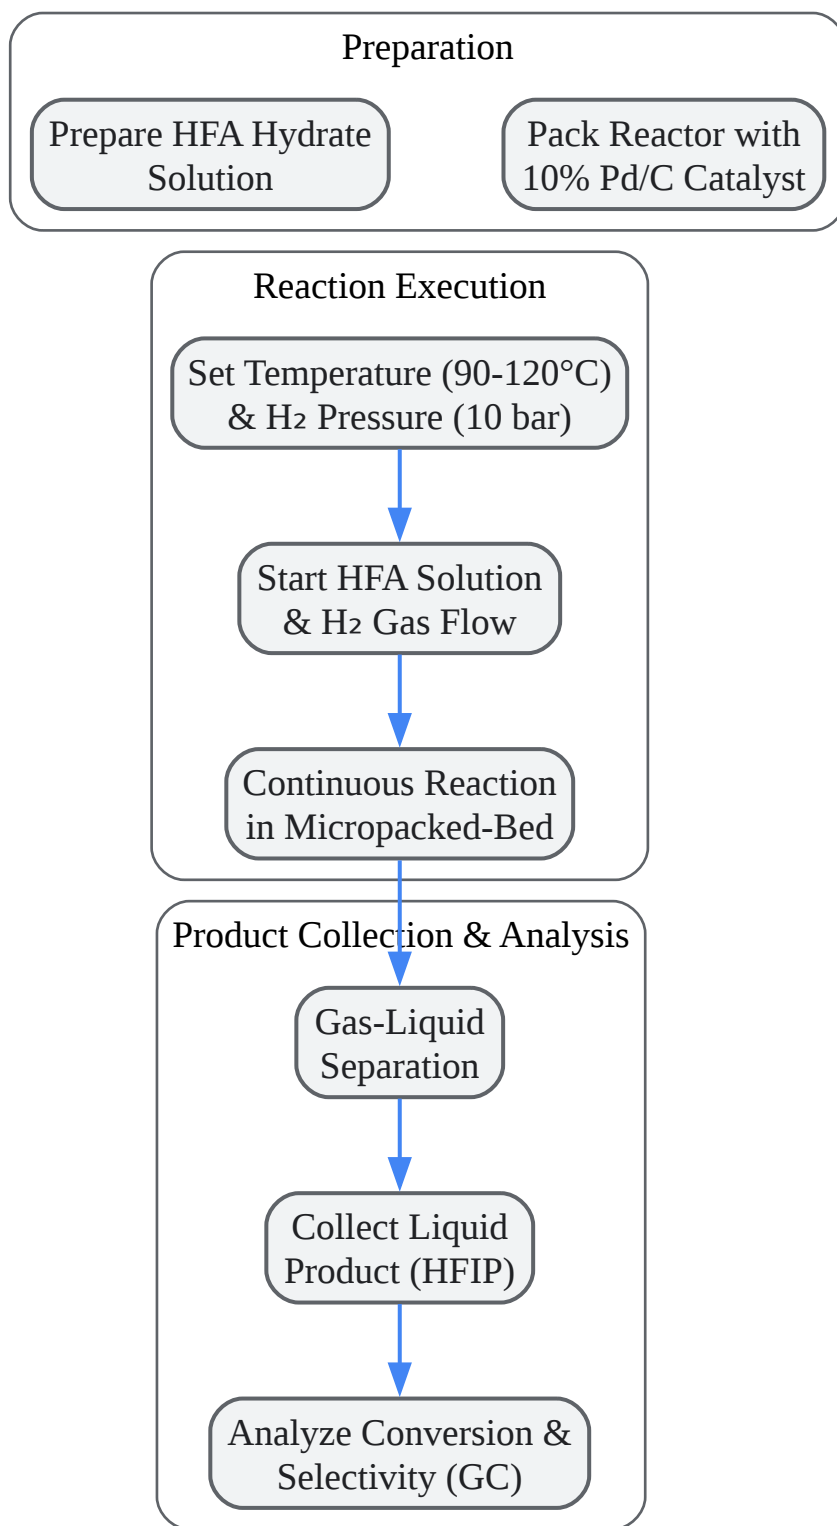 Preparation
Prepare HFA Hydrate
Solution
Pack Reactor with
10% Pd/C Catalyst
Reaction Execution
Set Temperature (90-120°C)
& H₂ Pressure (10 bar)
Start HFA Solution
& H₂ Gas Flow
Continuous Reaction
in Micropacked-Bed
Product Collection & Analysis
Gas-Liquid
Separation
Collect Liquid
Product (HFIP)
Analyze Conversion &
Selectivity (GC)